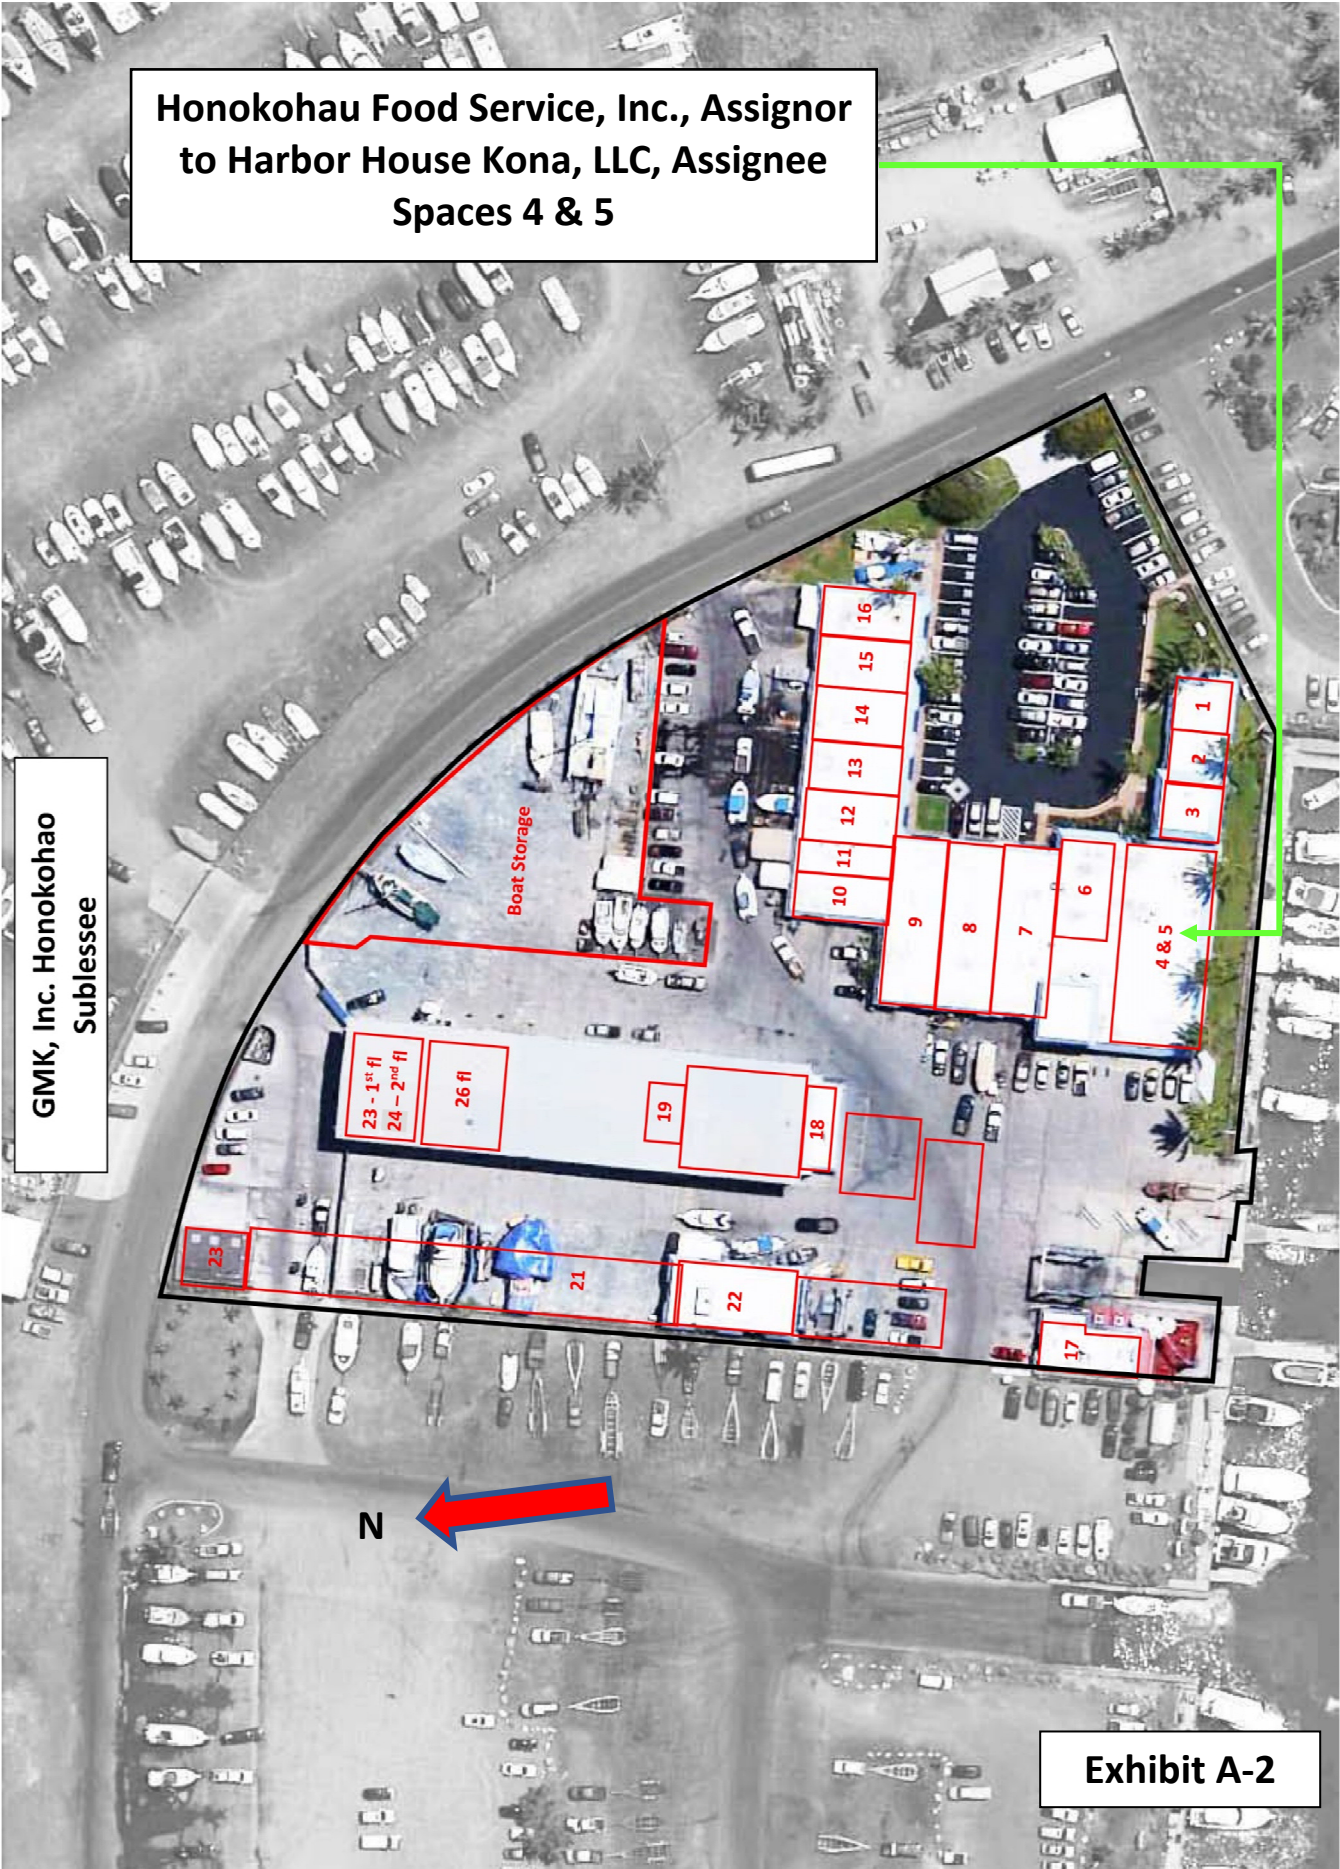 Honokohau Food Service, Inc., Assignor
to Harbor House Kona, LLC, Assignee
Spaces 4 & 5
GMK, Inc. Honokohao
Sublessee
16
15
14
13
12
11
10
1
2
3
9
8
7
6
4 & 5
Boat Storage
23 - 1st fl
24 – 2nd fl
26 fl
19
18
23
21
22
17
N
Exhibit A-2